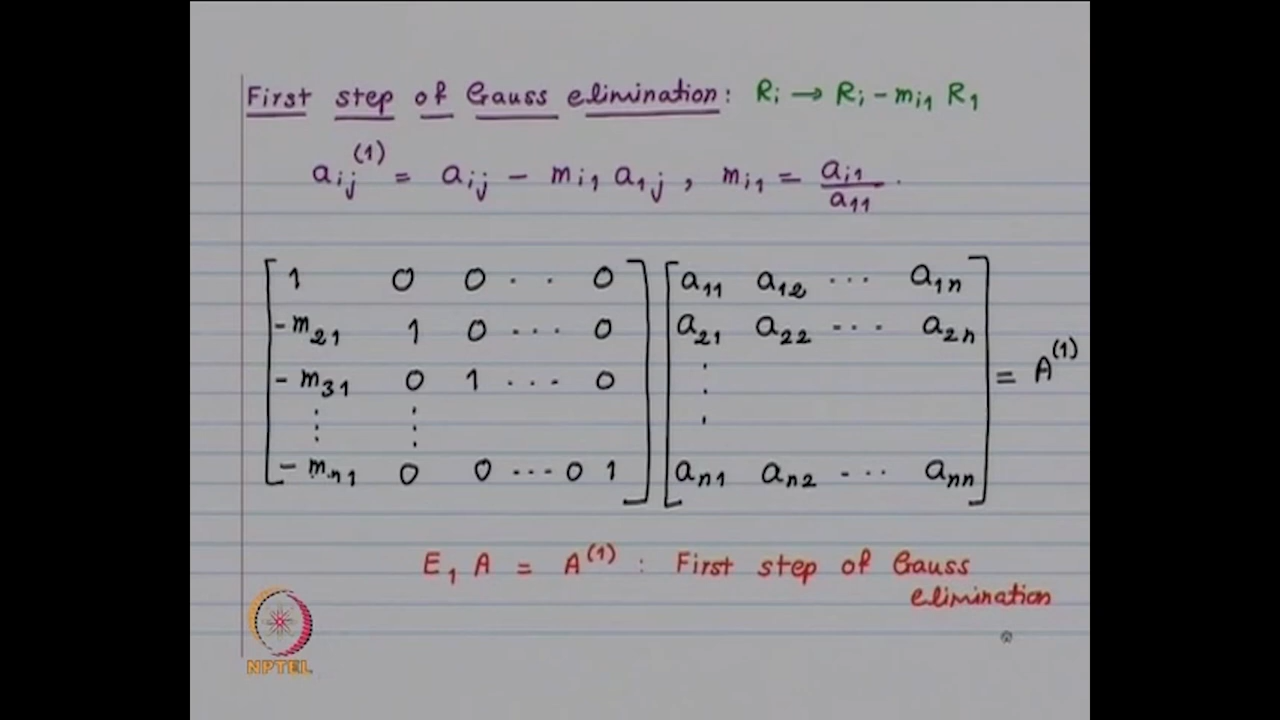 First step of Gauss elimination: Ri → Ri - mi1 R1
aij^(1) = aij - mi1 a1j , mi1 = ai1 / a11 .
[ 1 0 0 . . 0 ] [ a11 a12 ... a1n ]
-m21 1 0 ... 0 a21 a22 ... a2n
-m31 0 1 ... 0 ⋮ = A^(1)
⋮ ⋮
-mn1 0 0 ... 0 1 an1 an2 ... ann
E1 A = A^(1) : First step of Gauss
elimination
NPTEL